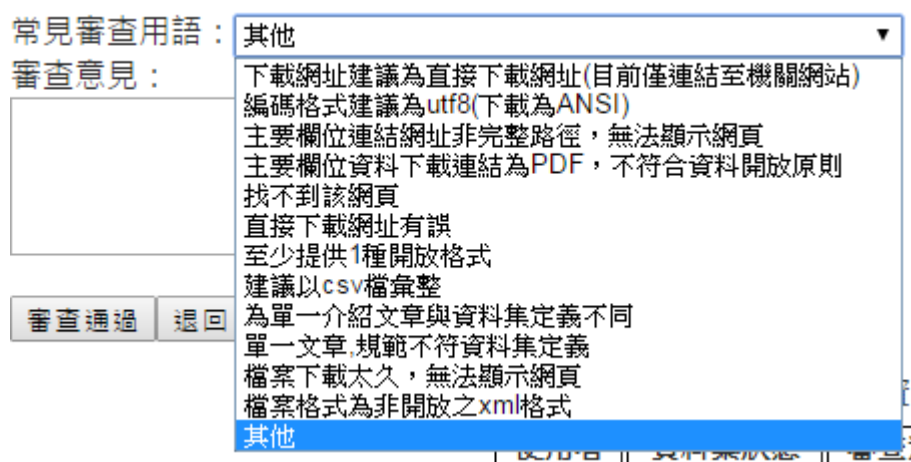 常見審查用語：其他
審查意見：
下載網址建議為直接下載網址(目前僅連結至機關網站)
編碼格式建議為utf8(下載為ANSI)
主要欄位連結網址非完整路徑，無法顯示網頁
主要欄位資料下載連結為PDF，不符合資料開放原則
找不到該網頁
直接下載網址有誤
至少提供1種開放格式
建議以csv檔彙整
為單一介紹文章與資料集定義不同
單一文章,規範不符資料集定義
檔案下載太久，無法顯示網頁
檔案格式為非開放之xml格式
其他
審查通過 退回